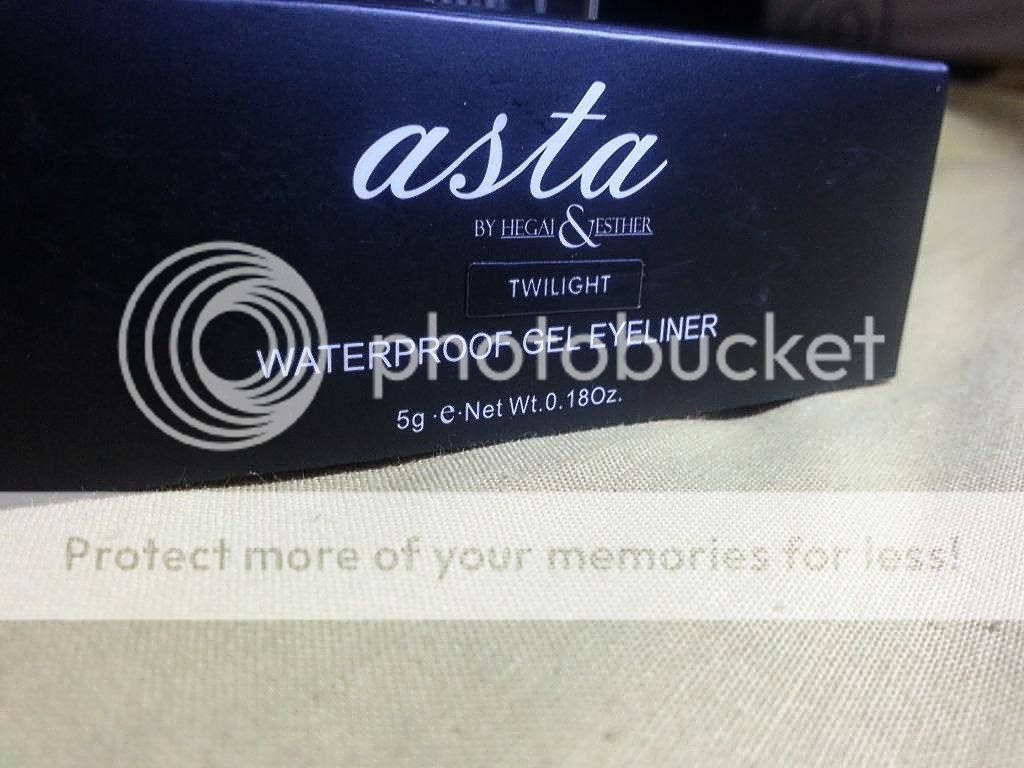 asta
BY HEGAI & ESTHER
TWILIGHT
WATERPROOF GEL EYELINER
5g ·e·Net Wt.0.18Oz.
photobucket
Protect more of your memories for less!